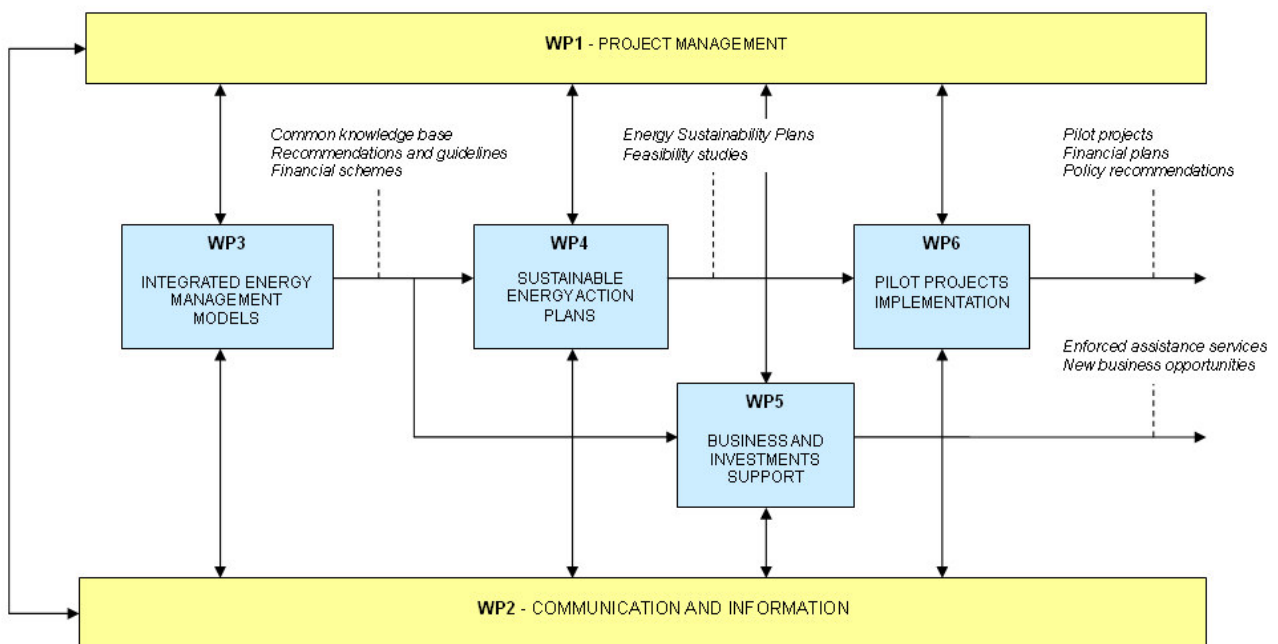 WP1 - PROJECT MANAGEMENT
Common knowledge base
Recommendations and guidelines
Financial schemes
Energy Sustainability Plans
Feasibility studies
Pilot projects
Financial plans
Policy recommendations
WP3
INTEGRATED ENERGY
MANAGEMENT
MODELS
WP4
SUSTAINABLE
ENERGY ACTION
PLANS
WP6
PILOT PROJECTS
IMPLEMENTATION
Enforced assistance services
New business opportunities
WP5
BUSINESS AND
INVESTMENTS
SUPPORT
WP2 - COMMUNICATION AND INFORMATION